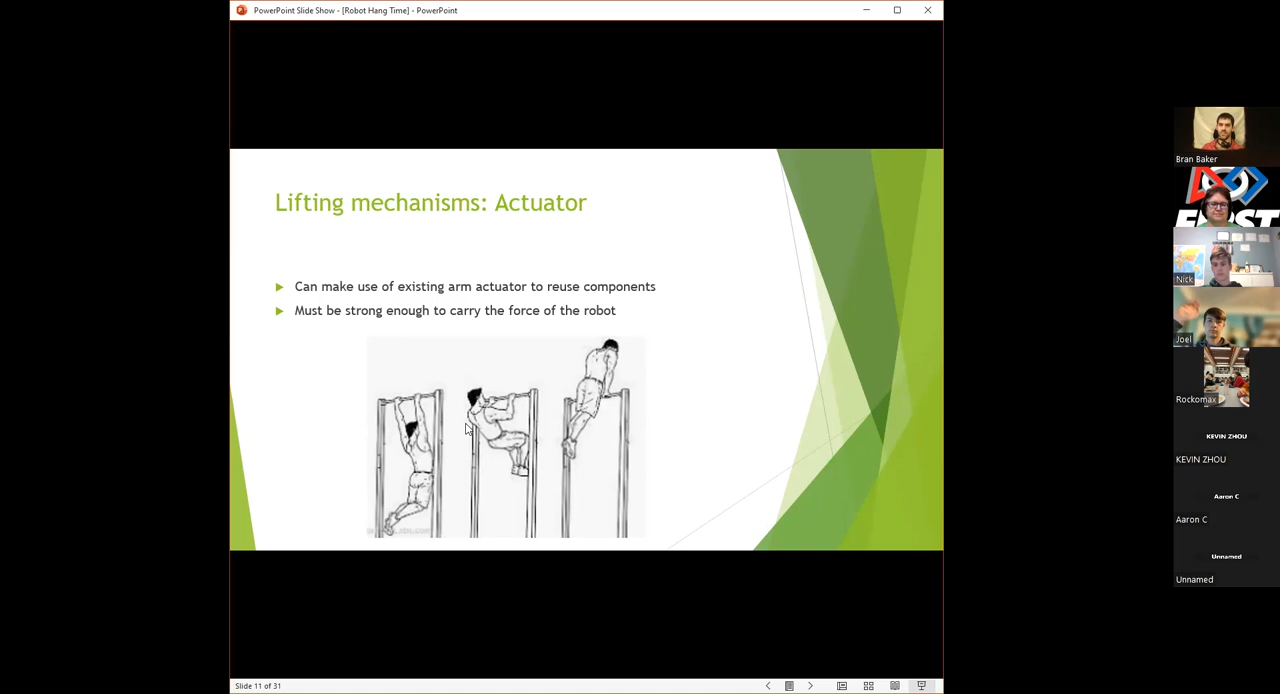 PowerPoint Slide Show - [Robot Hang Time] - PowerPoint
Lifting mechanisms: Actuator
Can make use of existing arm actuator to reuse components
Must be strong enough to carry the force of the robot
Slide 11 of 31
Bran Baker
FIRST
Nick
Joel
Rockomax
KEVIN ZHOU
KEVIN ZHOU
Aaron C
Aaron C
Unnamed
Unnamed